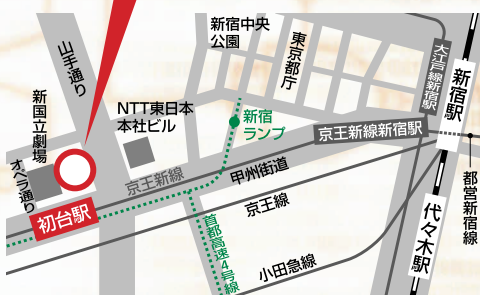 新宿中央
公園
東京都庁
大江戸線新宿駅
新宿駅
山手通り
NTT東日本
本社ビル
新宿
ランプ
京王新線新宿駅
新国立劇場
オペラ通り
初台駅
京王新線
甲州街道
京王線
首都高速4号線
小田急線
代々木駅
都営新宿線